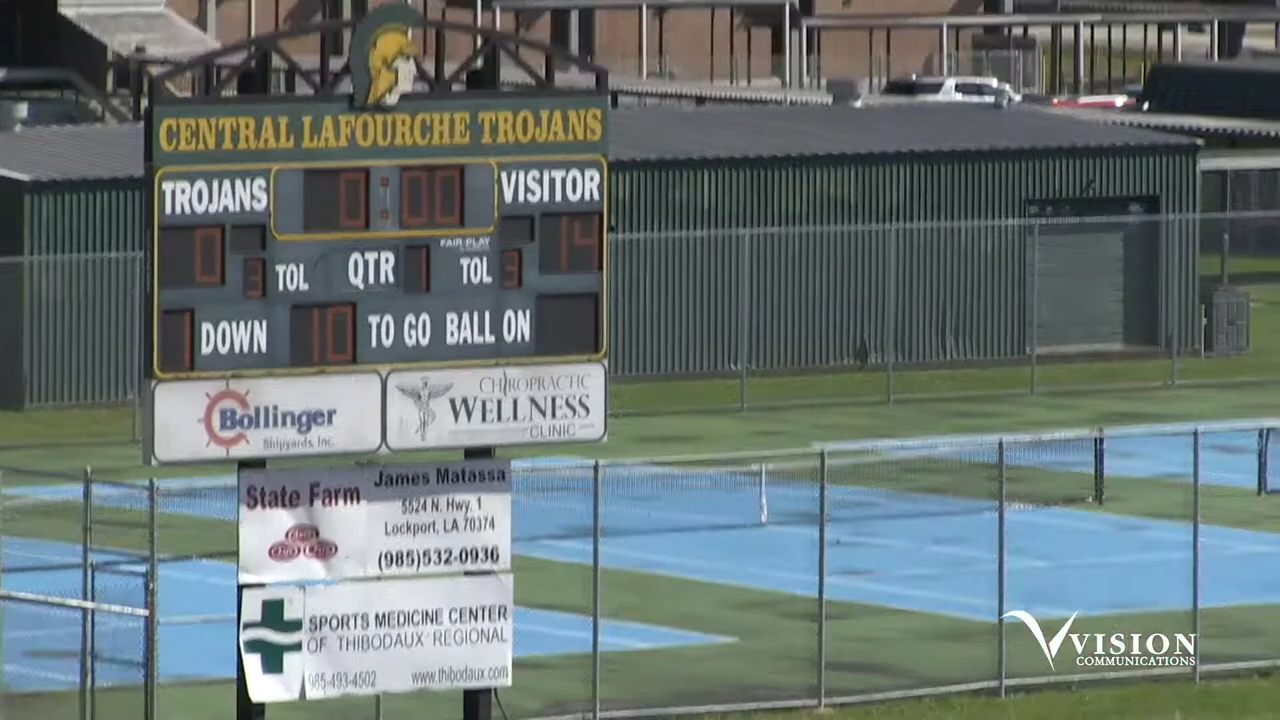 CENTRAL LAFOURCHE TROJANS
TROJANS 0:00 VISITOR
0 14
FAIR-PLAY
3 TOL QTR 1 TOL 3
1 DOWN 10 TO GO BALL ON
Bollinger
Shipyards, Inc.
CHIROPRACTIC
WELLNESS
CLINIC
State Farm
James Matassa
5524 N. Hwy. 1
Lockport, LA 70374
(985)532-0936
SPORTS MEDICINE CENTER
OF THIBODAUX REGIONAL
985-493-4502 www.thibodaux.com
VISION
COMMUNICATIONS